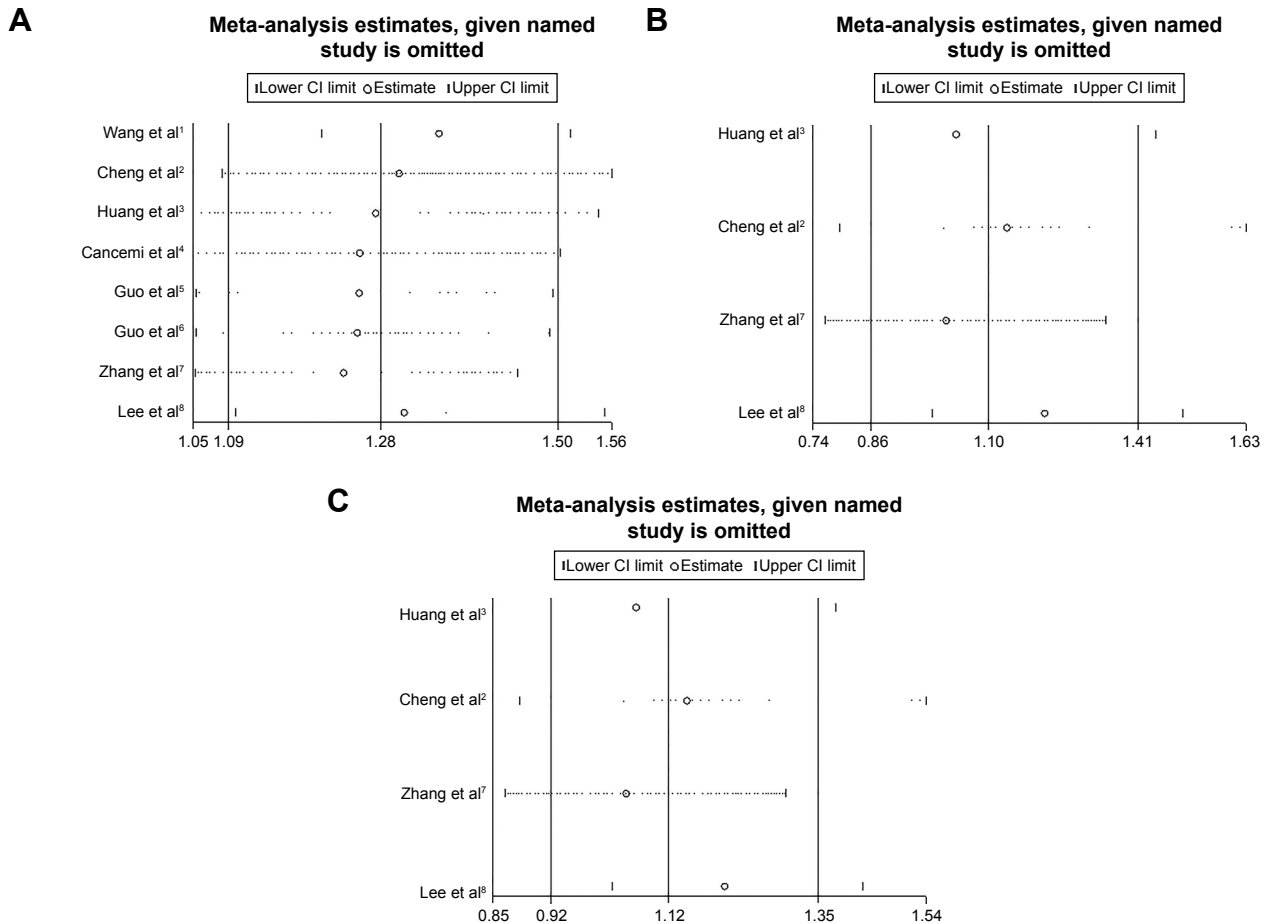 A
Meta-analysis estimates, given named
study is omitted
Lower CI limit Estimate Upper CI limit
Wang et al¹
Cheng et al²
Huang et al³
Cancemi et al⁴
Guo et al⁵
Guo et al⁶
Zhang et al⁷
Lee et al⁸
1.05 1.09 1.28 1.50 1.56
B
Meta-analysis estimates, given named
study is omitted
Lower CI limit Estimate Upper CI limit
Huang et al³
Cheng et al²
Zhang et al⁷
Lee et al⁸
0.74 0.86 1.10 1.41 1.63
C
Meta-analysis estimates, given named
study is omitted
Lower CI limit Estimate Upper CI limit
Huang et al³
Cheng et al²
Zhang et al⁷
Lee et al⁸
0.85 0.92 1.12 1.35 1.54